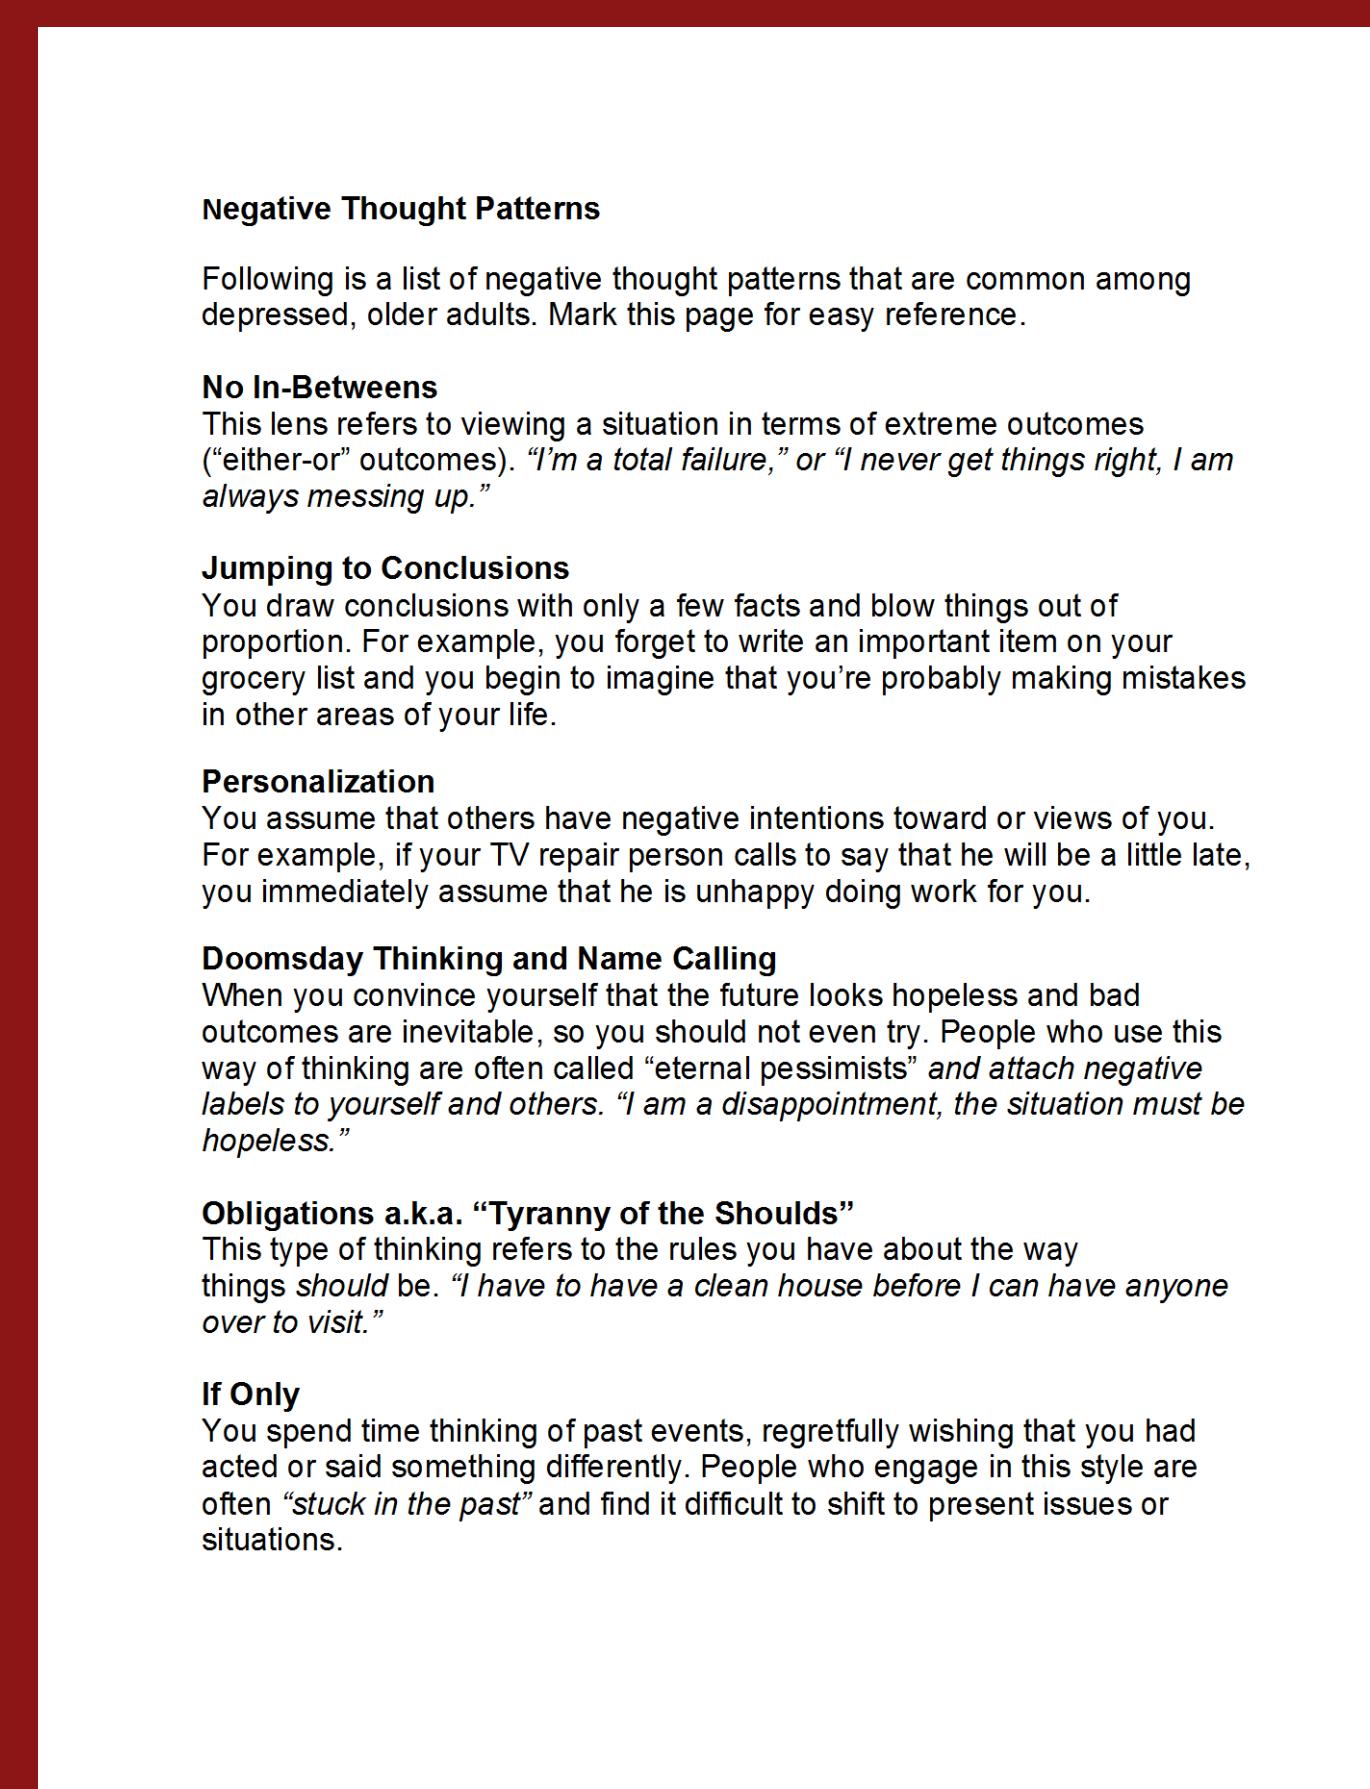 Negative Thought Patterns
Following is a list of negative thought patterns that are common among
depressed, older adults. Mark this page for easy reference.
No In-Betweens
This lens refers to viewing a situation in terms of extreme outcomes
(“either-or” outcomes). “I’m a total failure,” or “I never get things right, I am
always messing up.”
Jumping to Conclusions
You draw conclusions with only a few facts and blow things out of
proportion. For example, you forget to write an important item on your
grocery list and you begin to imagine that you’re probably making mistakes
in other areas of your life.
Personalization
You assume that others have negative intentions toward or views of you.
For example, if your TV repair person calls to say that he will be a little late,
you immediately assume that he is unhappy doing work for you.
Doomsday Thinking and Name Calling
When you convince yourself that the future looks hopeless and bad
outcomes are inevitable, so you should not even try. People who use this
way of thinking are often called “eternal pessimists” and attach negative
labels to yourself and others. “I am a disappointment, the situation must be
hopeless.”
Obligations a.k.a. “Tyranny of the Shoulds”
This type of thinking refers to the rules you have about the way
things should be. “I have to have a clean house before I can have anyone
over to visit.”
If Only
You spend time thinking of past events, regretfully wishing that you had
acted or said something differently. People who engage in this style are
often “stuck in the past” and find it difficult to shift to present issues or
situations.